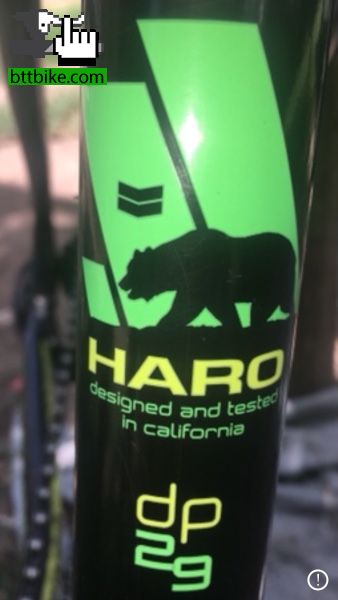 bttbike.com
HARO
designed and tested
in california
dp
29